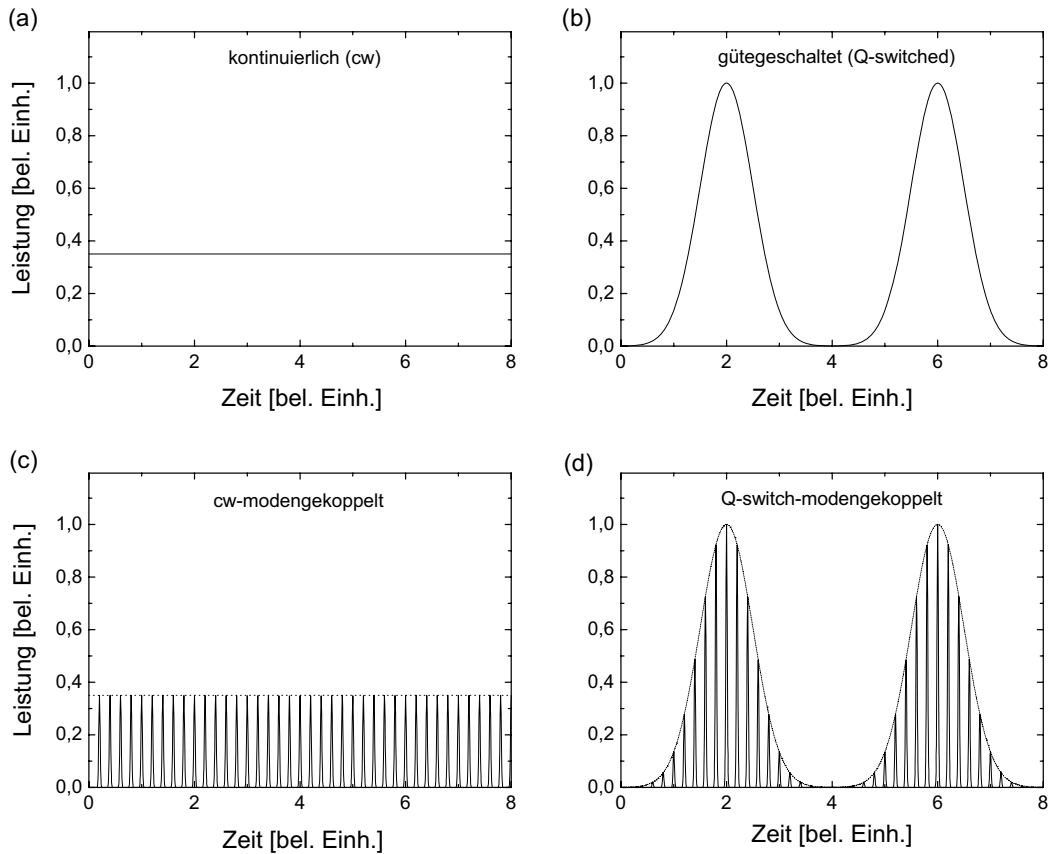 (a)
kontinuierlich (cw)
Leistung [bel. Einh.]
1,0
0,8
0,6
0,4
0,2
0,0
0 2 4 6 8
Zeit [bel. Einh.]
(b)
gütegeschaltet (Q-switched)
1,0
0,8
0,6
0,4
0,2
0,0
0 2 4 6 8
Zeit [bel. Einh.]
(c)
cw-modengekoppelt
Leistung [bel. Einh.]
1,0
0,8
0,6
0,4
0,2
0,0
0 2 4 6 8
Zeit [bel. Einh.]
(d)
Q-switch-modengekoppelt
1,0
0,8
0,6
0,4
0,2
0,0
0 2 4 6 8
Zeit [bel. Einh.]